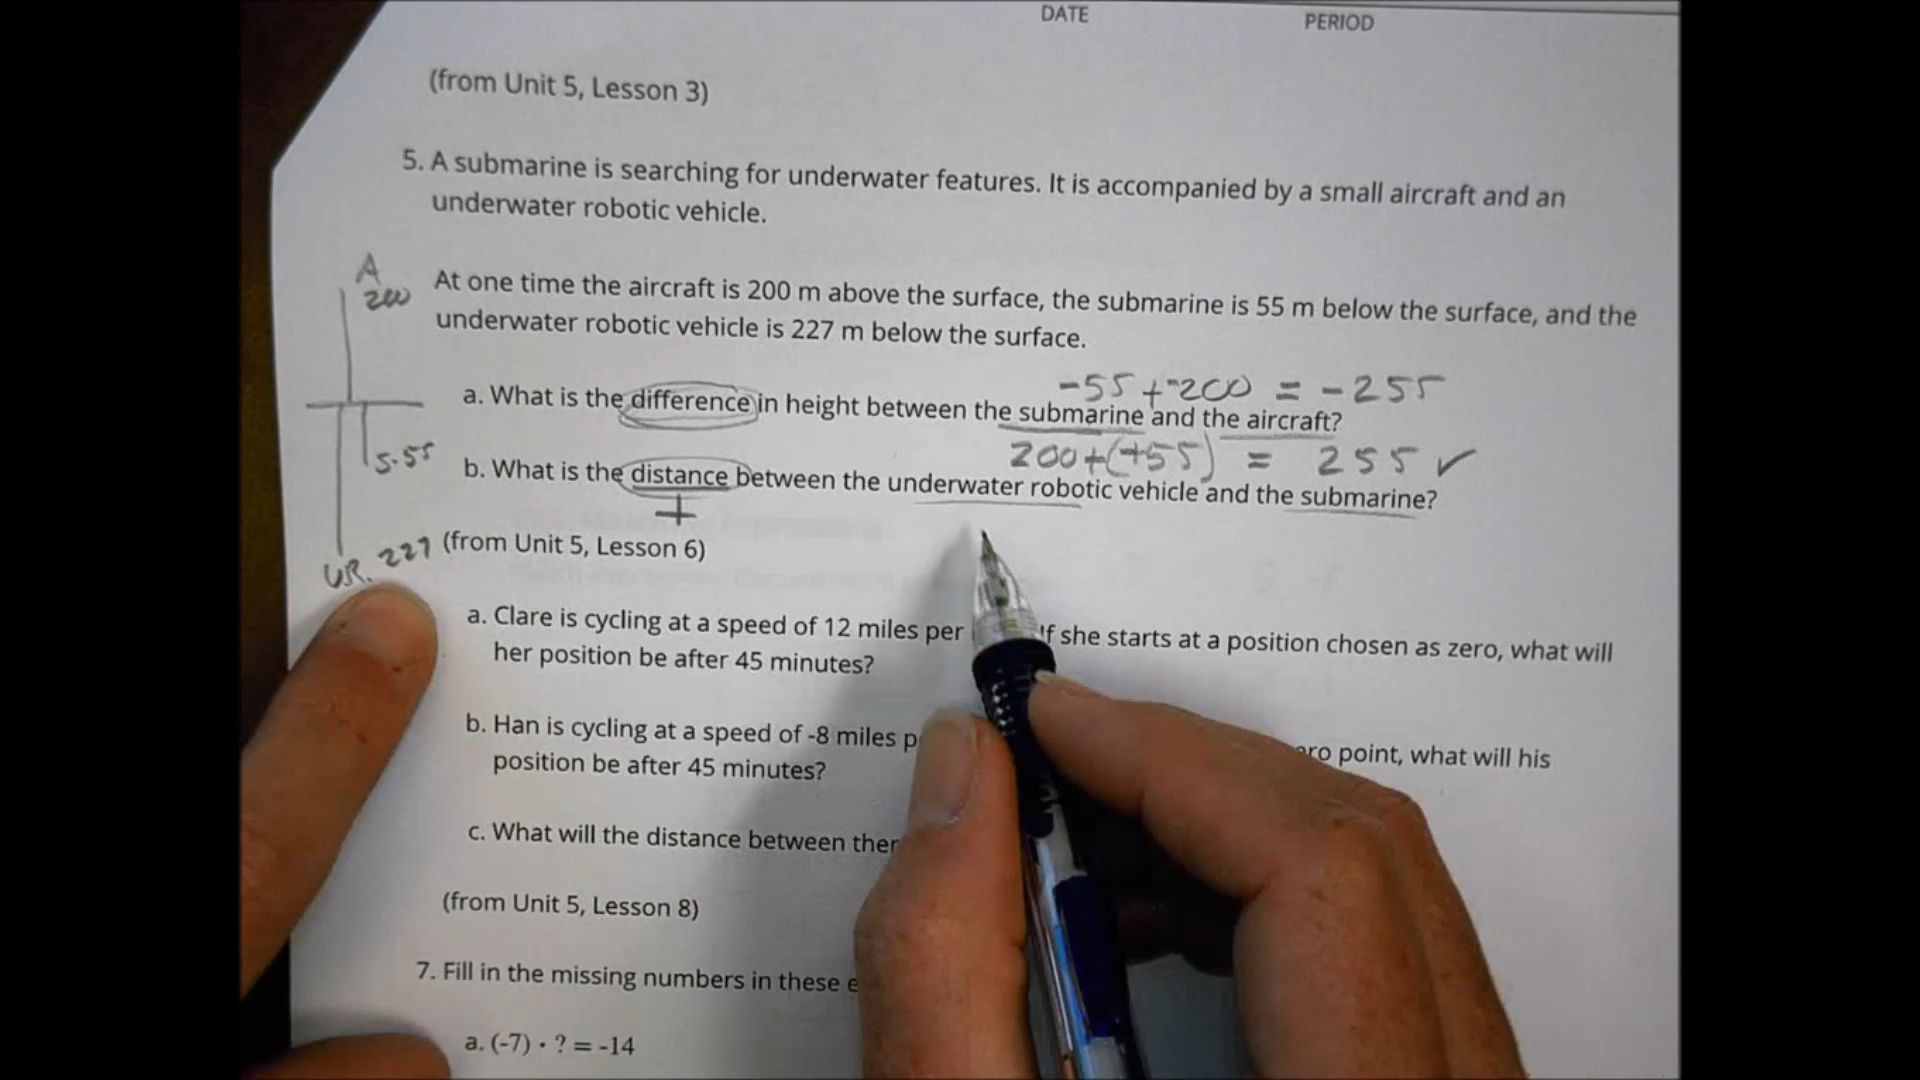 DATE PERIOD
(from Unit 5, Lesson 3)
5. A submarine is searching for underwater features. It is accompanied by a small aircraft and an
underwater robotic vehicle.
A
200
At one time the aircraft is 200 m above the surface, the submarine is 55 m below the surface, and the
underwater robotic vehicle is 227 m below the surface.
-55 + -200 = -255
a. What is the difference in height between the submarine and the aircraft?
200+(+55) = 255 ✓
S. 55
b. What is the distance between the underwater robotic vehicle and the submarine?
+
UR. 227
(from Unit 5, Lesson 6)
a. Clare is cycling at a speed of 12 miles per If she starts at a position chosen as zero, what will
her position be after 45 minutes?
b. Han is cycling at a speed of -8 miles point, what will his
position be after 45 minutes?
c. What will the distance between
(from Unit 5, Lesson 8)
7. Fill in the missing numbers in these
a. (-7) · ? = -14